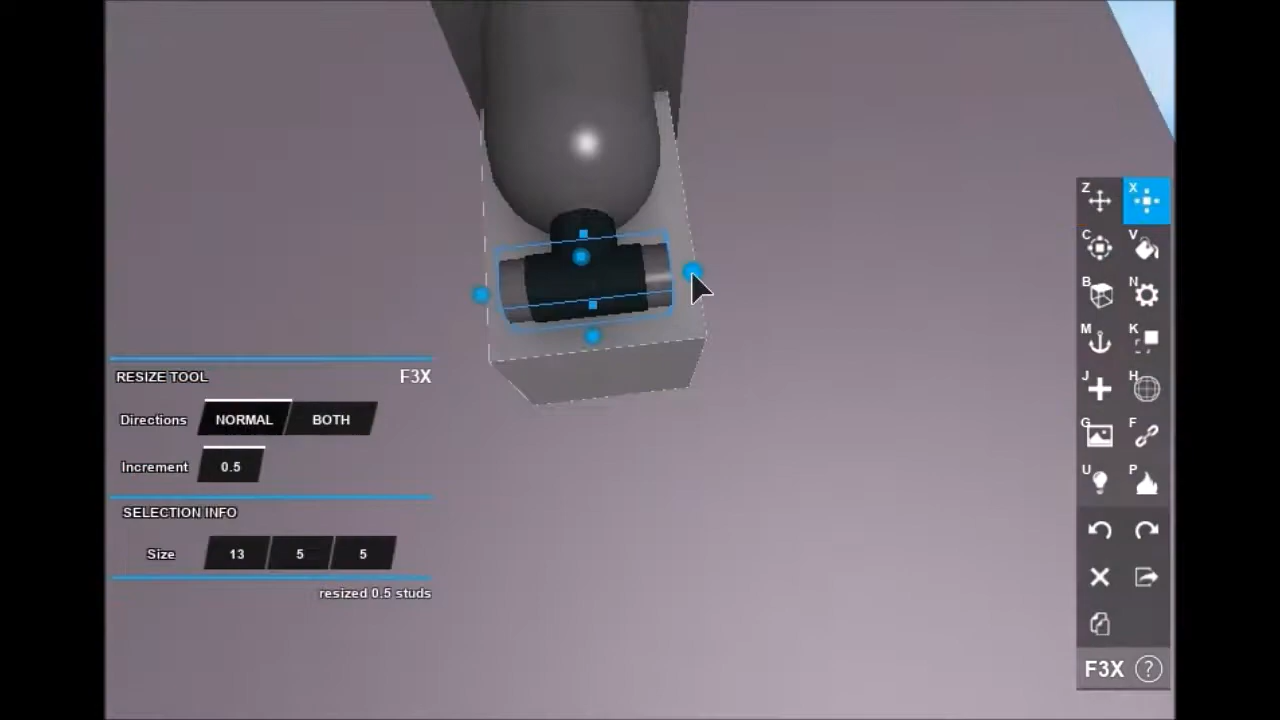 Z X
C V
B N
M K
J H
G F
U P
F3X ?
RESIZE TOOL F3X
Directions NORMAL BOTH
Increment 0.5
SELECTION INFO
Size 13 5 5
resized 0.5 studs